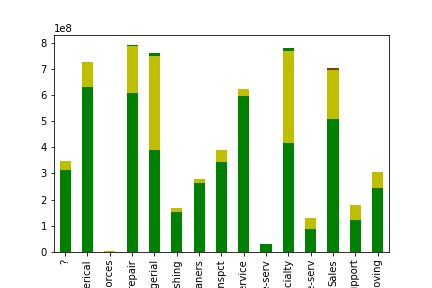 1e8
8
7
6
5
4
3
2
1
0
?
erical
orces
repair
gerial
shing
aners
nspct
ervice
e-serv
cialty
e-serv
Sales
pport
oving